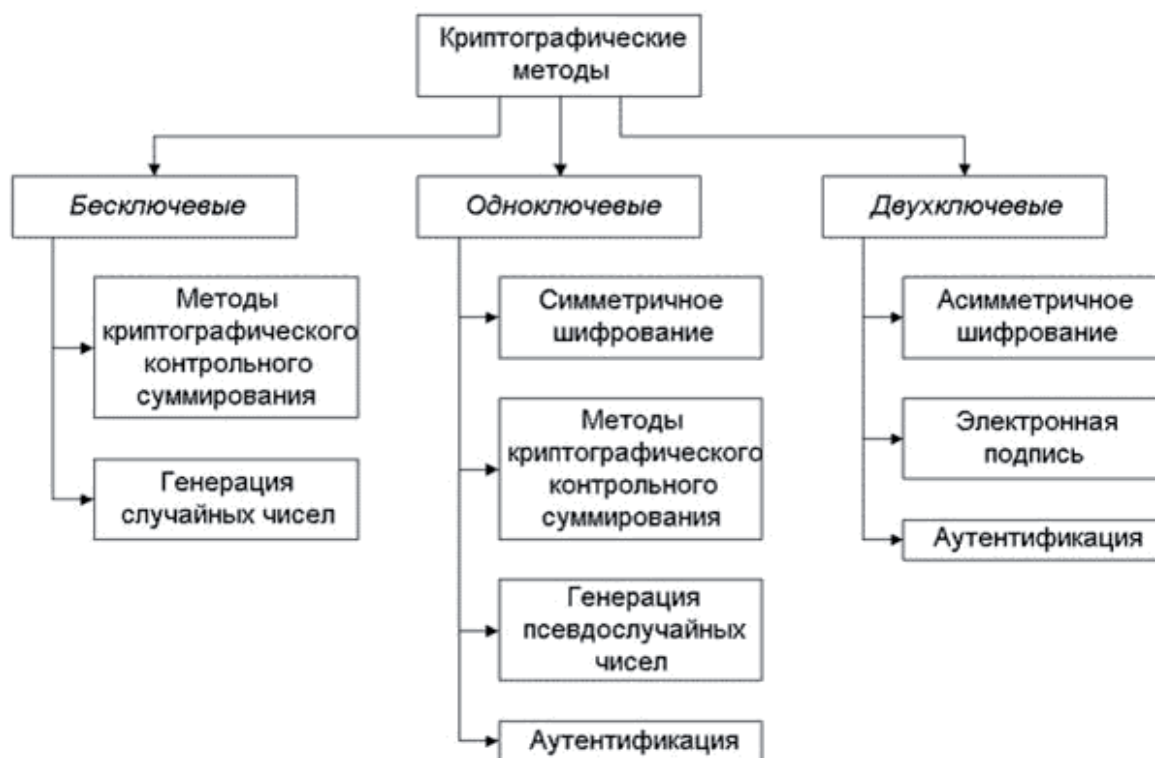 Криптографические
методы
Бесключевые
Методы
криптографического
контрольного
суммирования
Генерация
случайных чисел
Одноключевые
Симметричное
шифрование
Методы
криптографического
контрольного
суммирования
Генерация
псевдослучайных
чисел
Аутентификация
Двухключевые
Асимметричное
шифрование
Электронная
подпись
Аутентификация